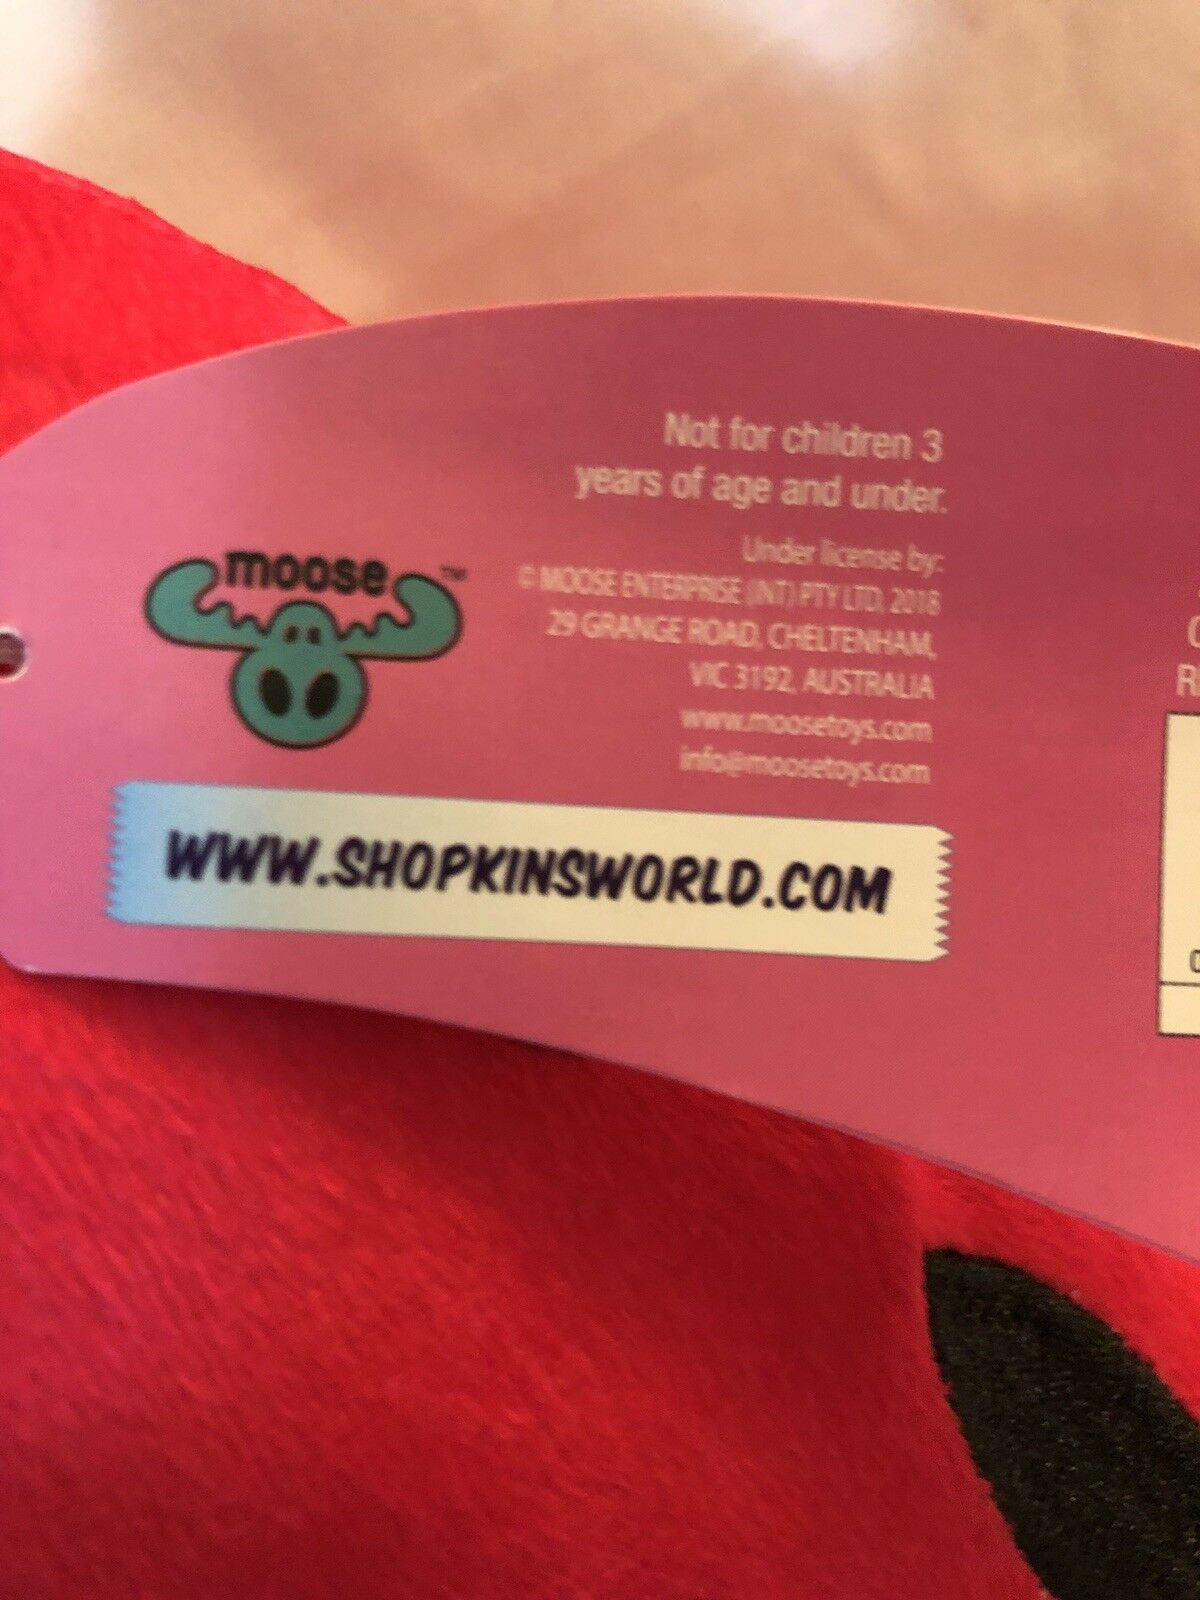 Not for children 3
years of age and under.
Under license by:
© MOOSE ENTERPRISE (INT) PTY LTD, 2018
29 GRANGE ROAD, CHELTENHAM,
VIC 3192, AUSTRALIA
www.moosetoys.com
info@moosetoys.com
moose™
WWW.SHOPKINSWORLD.COM